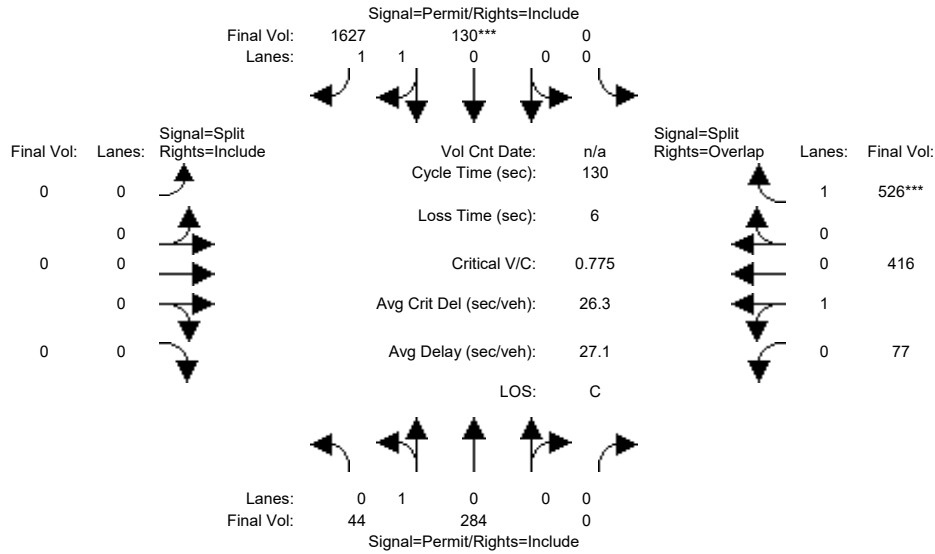 Signal=Permit/Rights=Include
Final Vol: 1627 130*** 0
Lanes: 1 1 0 0 0
Signal=Split
Final Vol: Lanes: Rights=Include
Vol Cnt Date: n/a
Signal=Split
Rights=Overlap Lanes: Final Vol:
Cycle Time (sec): 130
0 0
1 526***
Loss Time (sec): 6
0
0
0 0
Critical V/C: 0.775
0 416
0
Avg Crit Del (sec/veh): 26.3
1
0 0
Avg Delay (sec/veh): 27.1
0 77
LOS: C
Lanes: 0 1 0 0 0
Final Vol: 44 284 0
Signal=Permit/Rights=Include